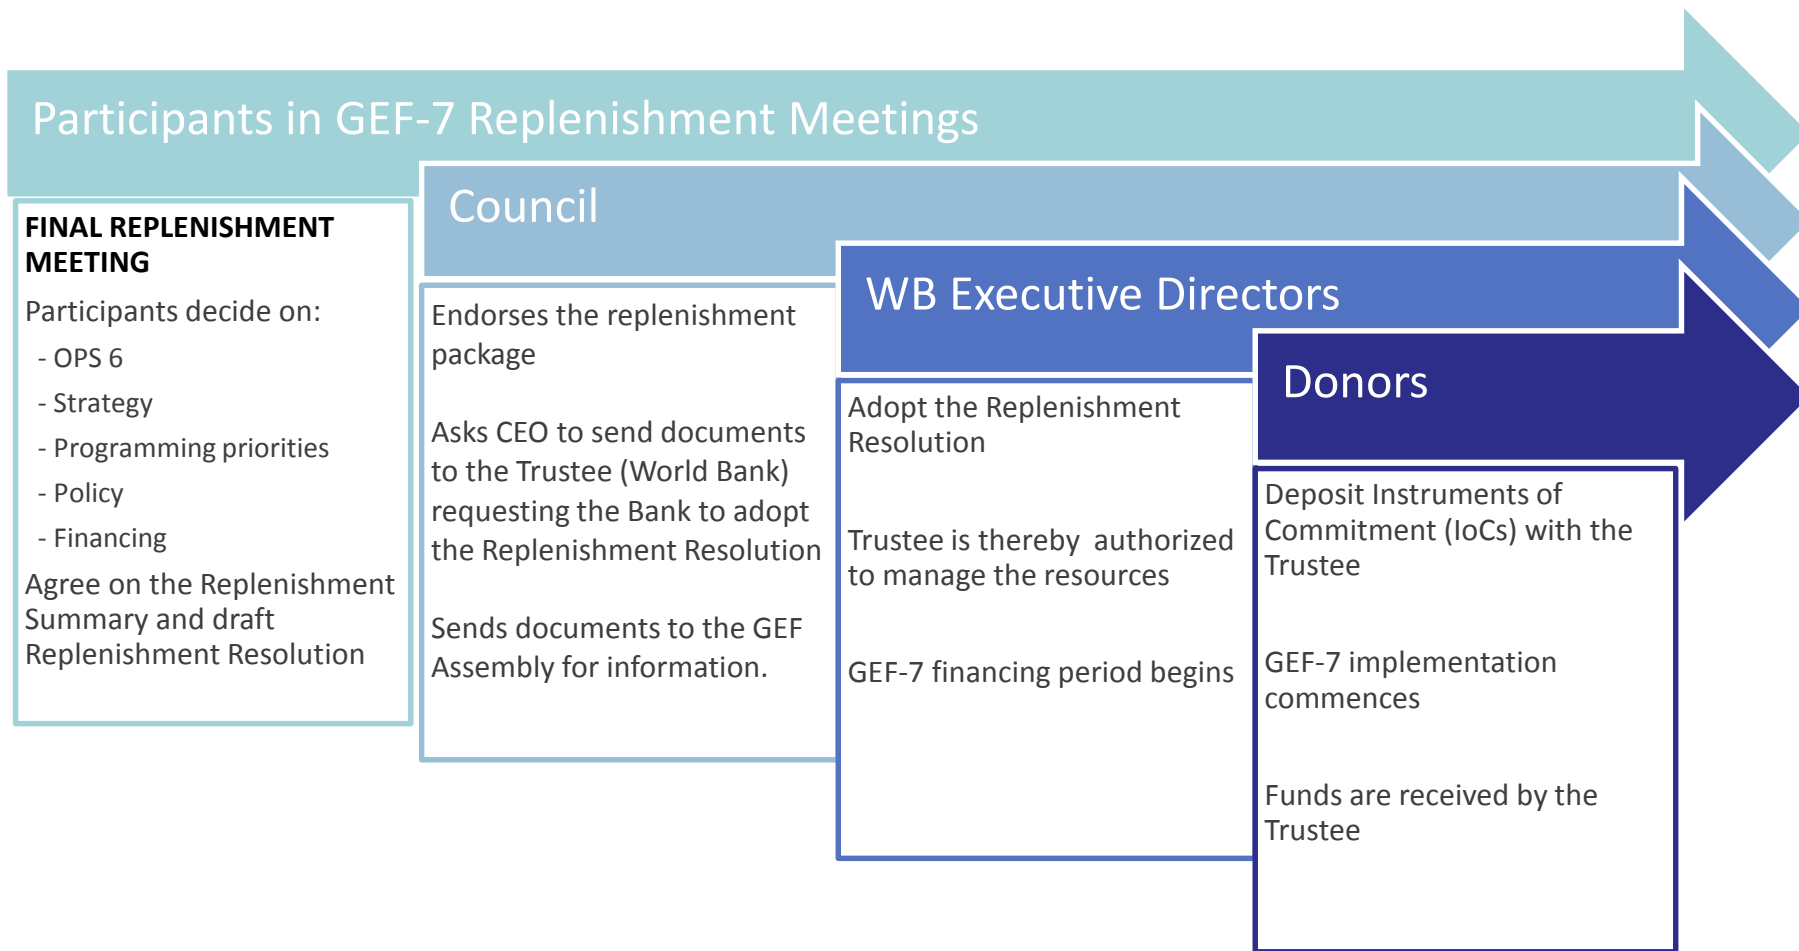 Participants in GEF-7 Replenishment Meetings
FINAL REPLENISHMENT
MEETING
Participants decide on:
- OPS 6
- Strategy
- Programming priorities
- Policy
- Financing
Agree on the Replenishment
Summary and draft
Replenishment Resolution
Council
Endorses the replenishment
package
Asks CEO to send documents
to the Trustee (World Bank)
requesting the Bank to adopt
the Replenishment Resolution
Sends documents to the GEF
Assembly for information.
WB Executive Directors
Adopt the Replenishment
Resolution
Trustee is thereby authorized
to manage the resources
GEF-7 financing period begins
Donors
Deposit Instruments of
Commitment (IoCs) with the
Trustee
GEF-7 implementation
commences
Funds are received by the
Trustee